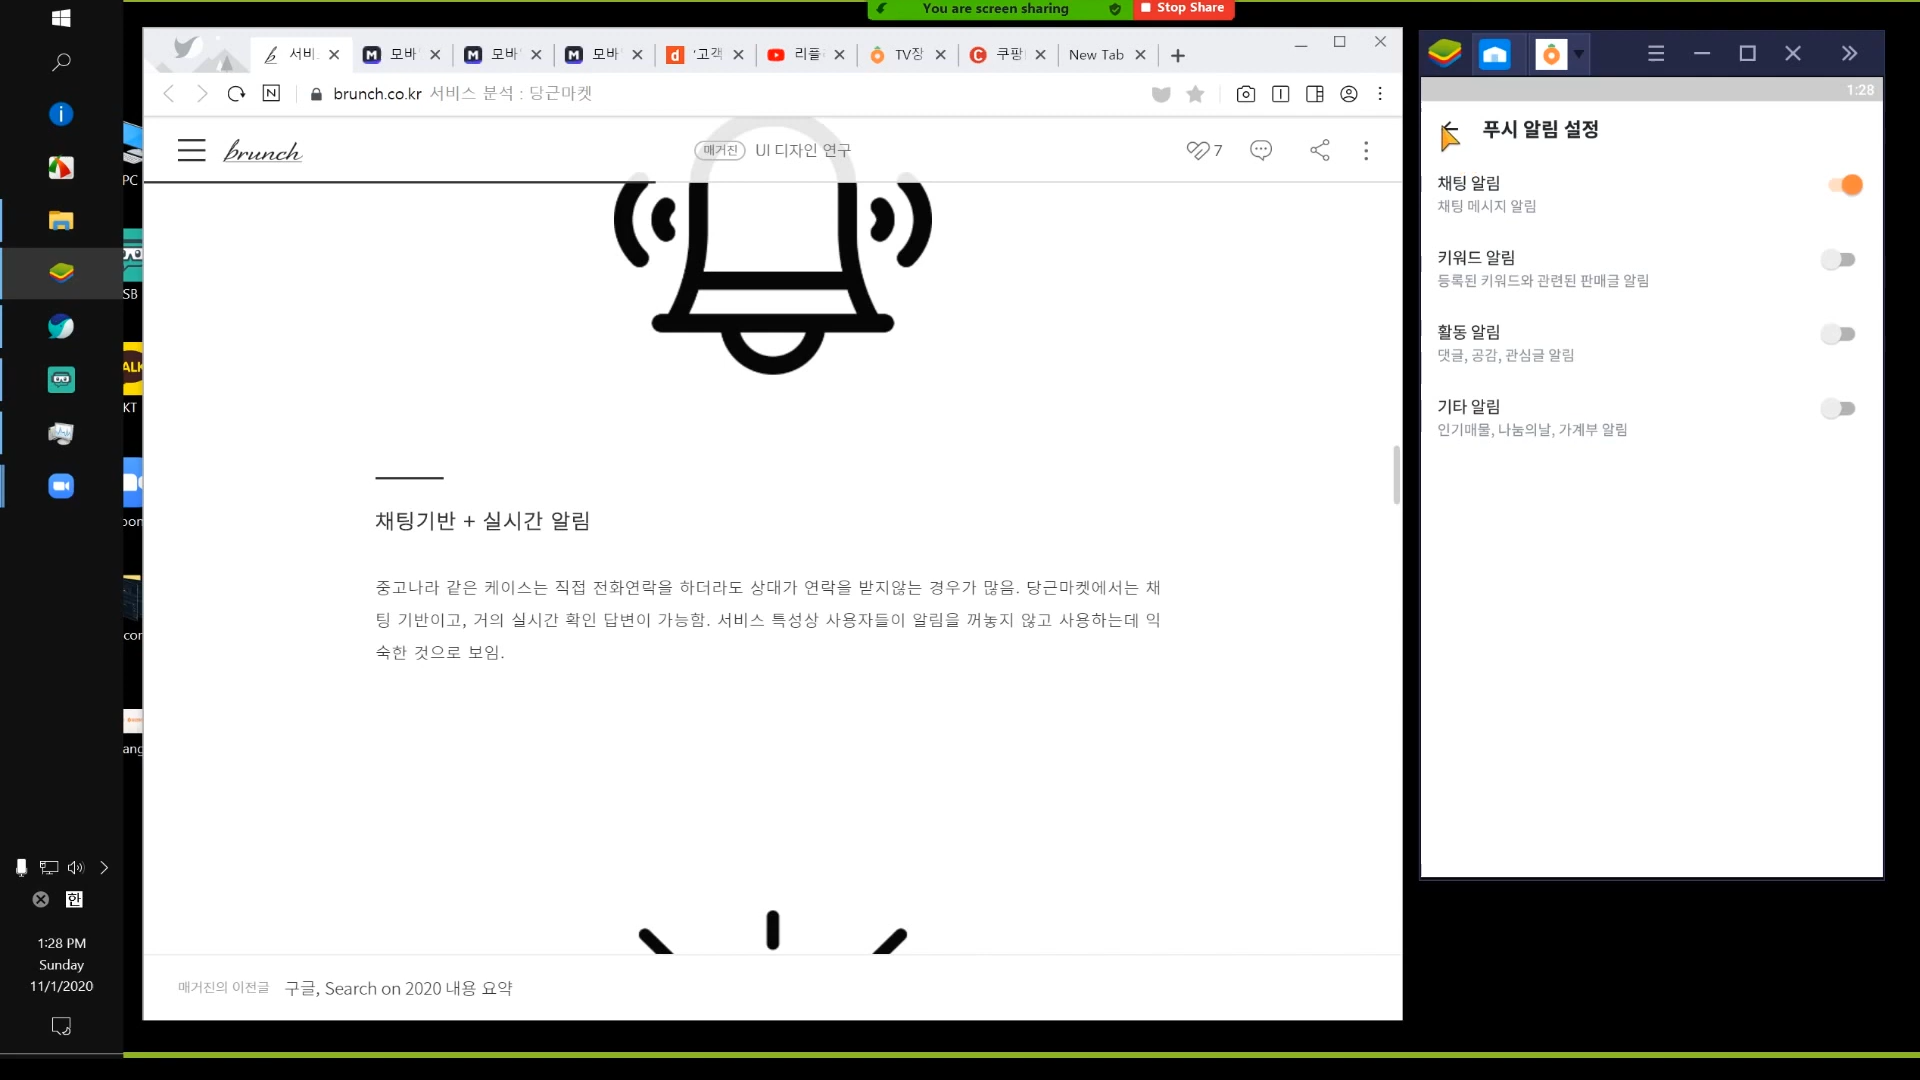 You are screen sharing
Stop Share
서비
모바
모바
모바
'고객
리플
TV장
쿠팡
New Tab
brunch.co.kr 서비스 분석 : 당근마켓
brunch
매거진 UI 디자인 연구
7
채팅기반 + 실시간 알림
중고나라 같은 케이스는 직접 전화연락을 하더라도 상대가 연락을 받지않는 경우가 많음. 당근마켓에서는 채
팅 기반이고, 거의 실시간 확인 답변이 가능함. 서비스 특성상 사용자들이 알림을 꺼놓지 않고 사용하는데 익
숙한 것으로 보임.
매거진의 이전글 구글, Search on 2020 내용 요약
1:28
푸시 알림 설정
채팅 알림
채팅 메시지 알림
키워드 알림
등록된 키워드와 관련된 판매글 알림
활동 알림
댓글, 공감, 관심글 알림
기타 알림
인기매물, 나눔의날, 가계부 알림
PC
SB
ALK
KT
oon
cor
ang
한
1:28 PM
Sunday
11/1/2020